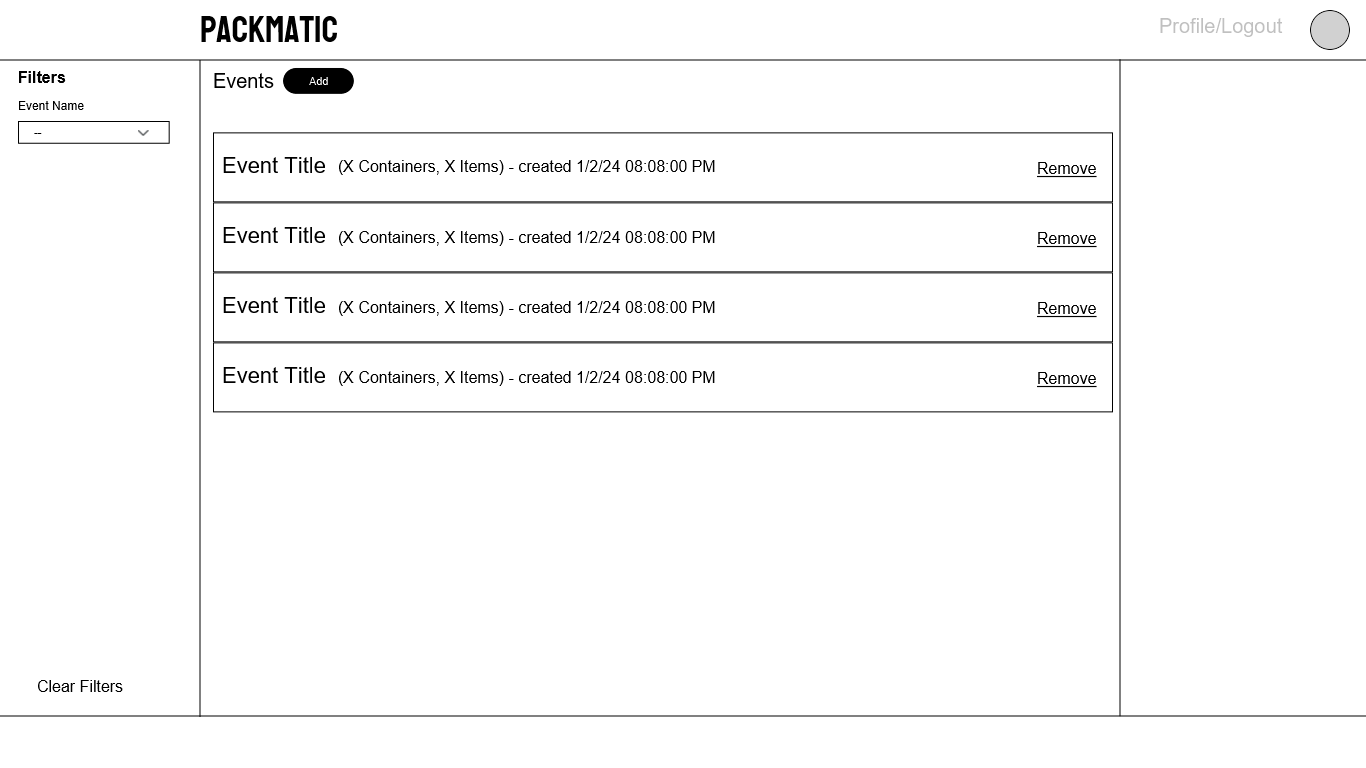 PACKMATIC
Profile/Logout
Filters
Event Name
--
Clear Filters
Events
Add
Event Title (X Containers, X Items) - created 1/2/24 08:08:00 PM Remove
Event Title (X Containers, X Items) - created 1/2/24 08:08:00 PM Remove
Event Title (X Containers, X Items) - created 1/2/24 08:08:00 PM Remove
Event Title (X Containers, X Items) - created 1/2/24 08:08:00 PM Remove